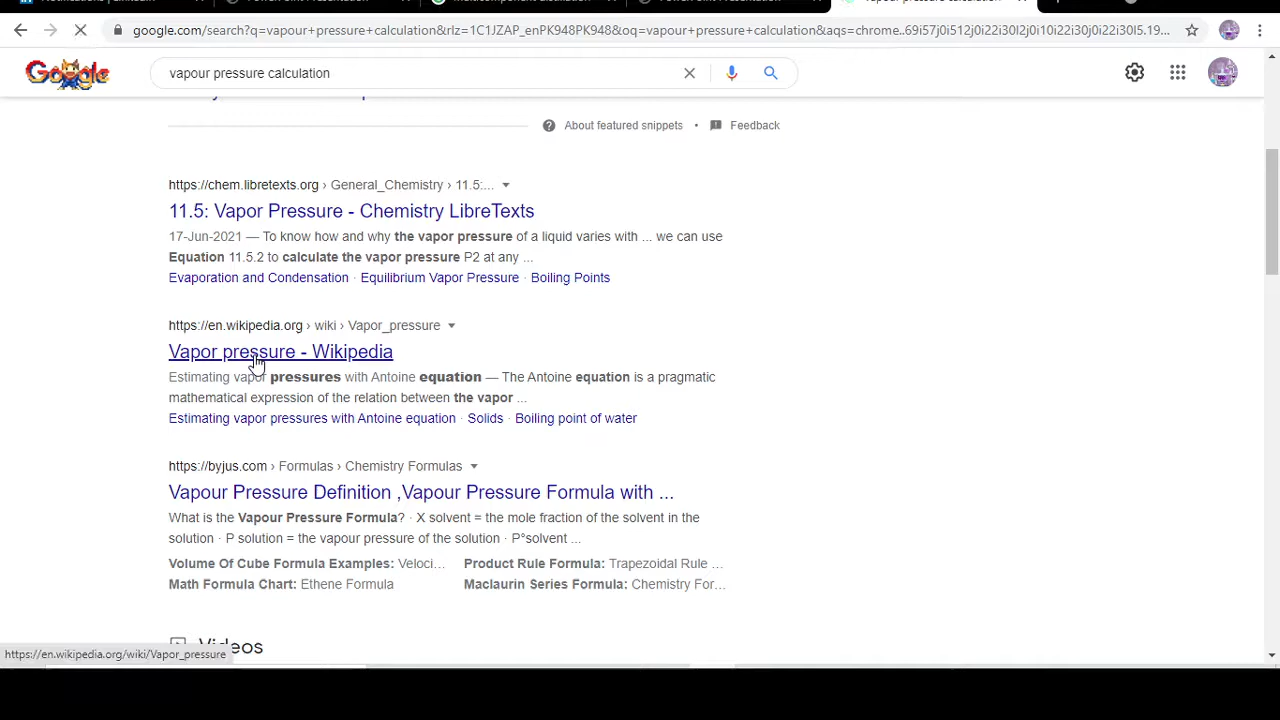 google.com/search?q=vapour+pressure+calculation&rlz=1C1JZAP_enPK948PK948&oq=vapour+pressure+calculation&aqs=chrome..69i57j0i512j0i22i30l2j0i10i22i30j0i22i30l5.19...
Google
vapour pressure calculation
About featured snippets • Feedback
https://chem.libretexts.org › General_Chemistry › 11.5:...
11.5: Vapor Pressure - Chemistry LibreTexts
17-Jun-2021 — To know how and why the vapor pressure of a liquid varies with ... we can use
Equation 11.5.2 to calculate the vapor pressure P2 at any ...
Evaporation and Condensation · Equilibrium Vapor Pressure · Boiling Points
https://en.wikipedia.org › wiki › Vapor_pressure
Vapor pressure - Wikipedia
Estimating vapor pressures with Antoine equation — The Antoine equation is a pragmatic
mathematical expression of the relation between the vapor ...
Estimating vapor pressures with Antoine equation · Solids · Boiling point of water
https://byjus.com › Formulas › Chemistry Formulas
Vapour Pressure Definition ,Vapour Pressure Formula with ...
What is the Vapour Pressure Formula? · X solvent = the mole fraction of the solvent in the
solution · P solution = the vapour pressure of the solution · P°solvent ...
Volume Of Cube Formula Examples: Veloci... Product Rule Formula: Trapezoidal Rule ...
Math Formula Chart: Ethene Formula Maclaurin Series Formula: Chemistry For...
Videos
https://en.wikipedia.org/wiki/Vapor_pressure